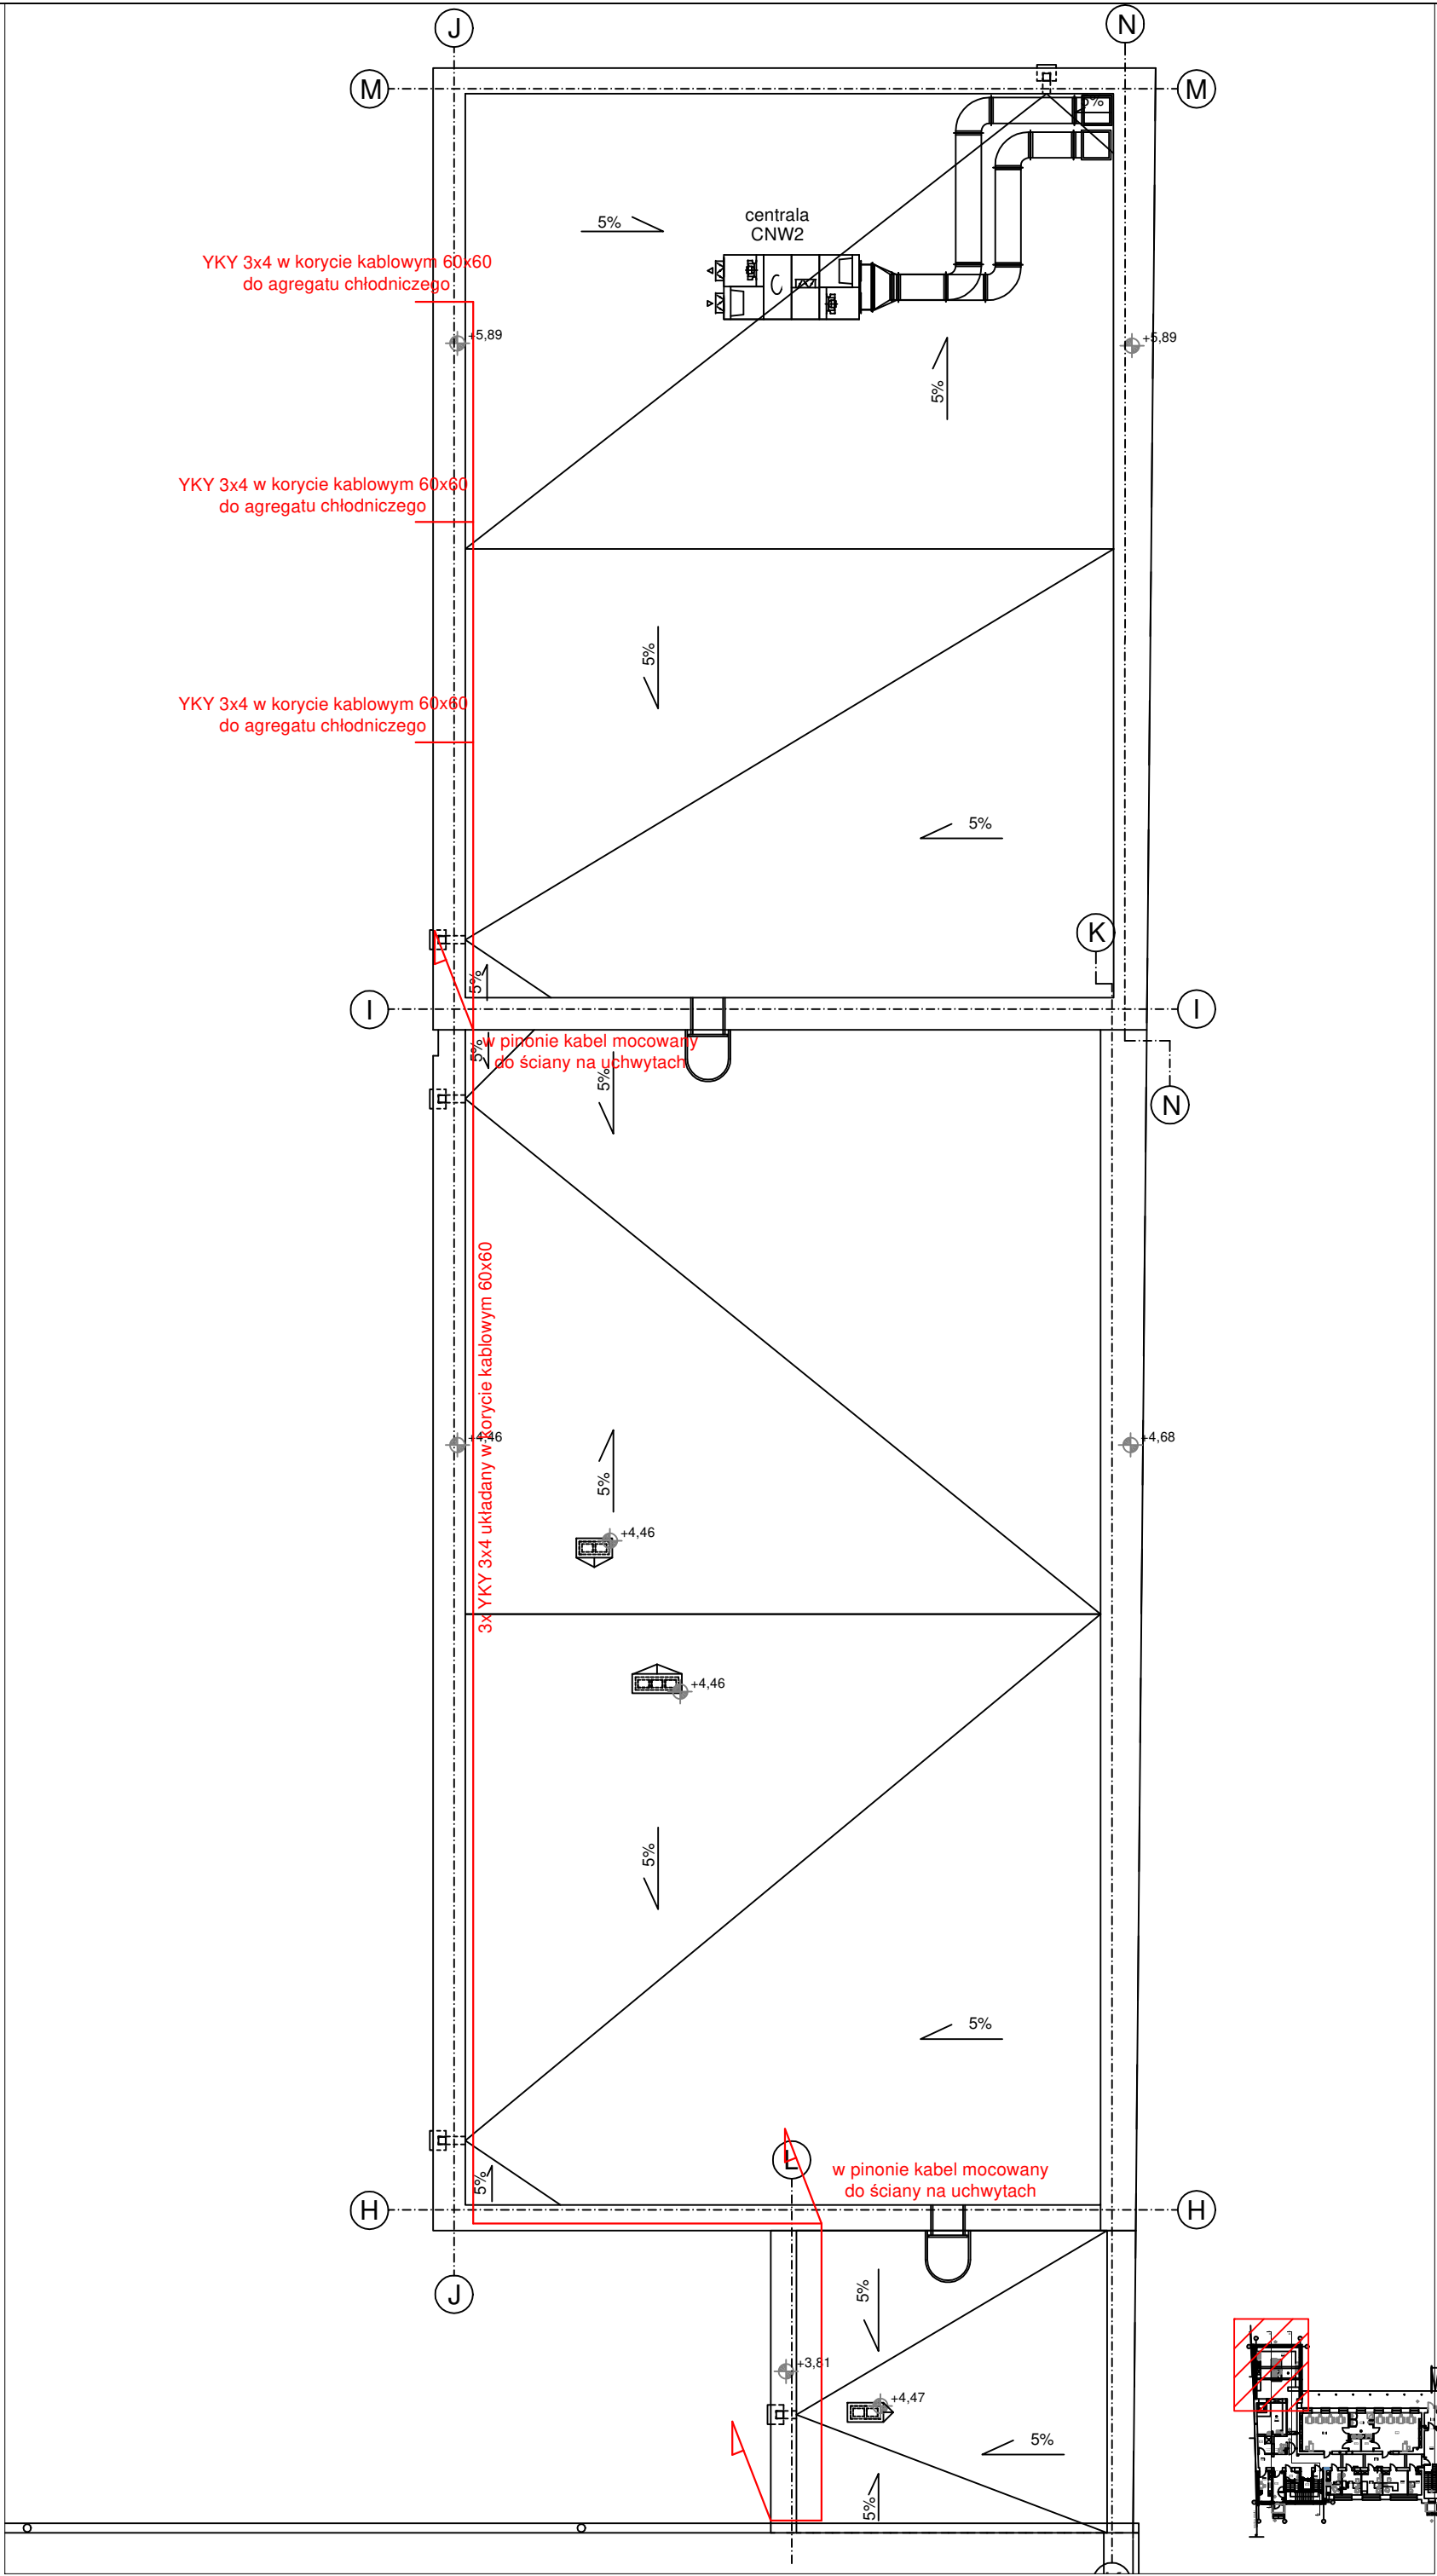 J
N
M
M
5%
centrala
CNW2
5%
YKY 3x4 w korycie kablowym 60x60
do agregatu chłodniczego
+5,89
+5,89
5%
YKY 3x4 w korycie kablowym 60x60
do agregatu chłodniczego
5%
YKY 3x4 w korycie kablowym 60x60
do agregatu chłodniczego
5%
K
5%
I
I
5%
w pinonie kabel mocowany
do ściany na uchwytach
5%
N
3x YKY 3x4 układany w korycie kablowym 60x60
+4,46
+4,68
5%
+4,46
+4,46
5%
5%
L
5%
w pinonie kabel mocowany
do ściany na uchwytach
H
H
J
5%
+3,81
+4,47
5%
5%